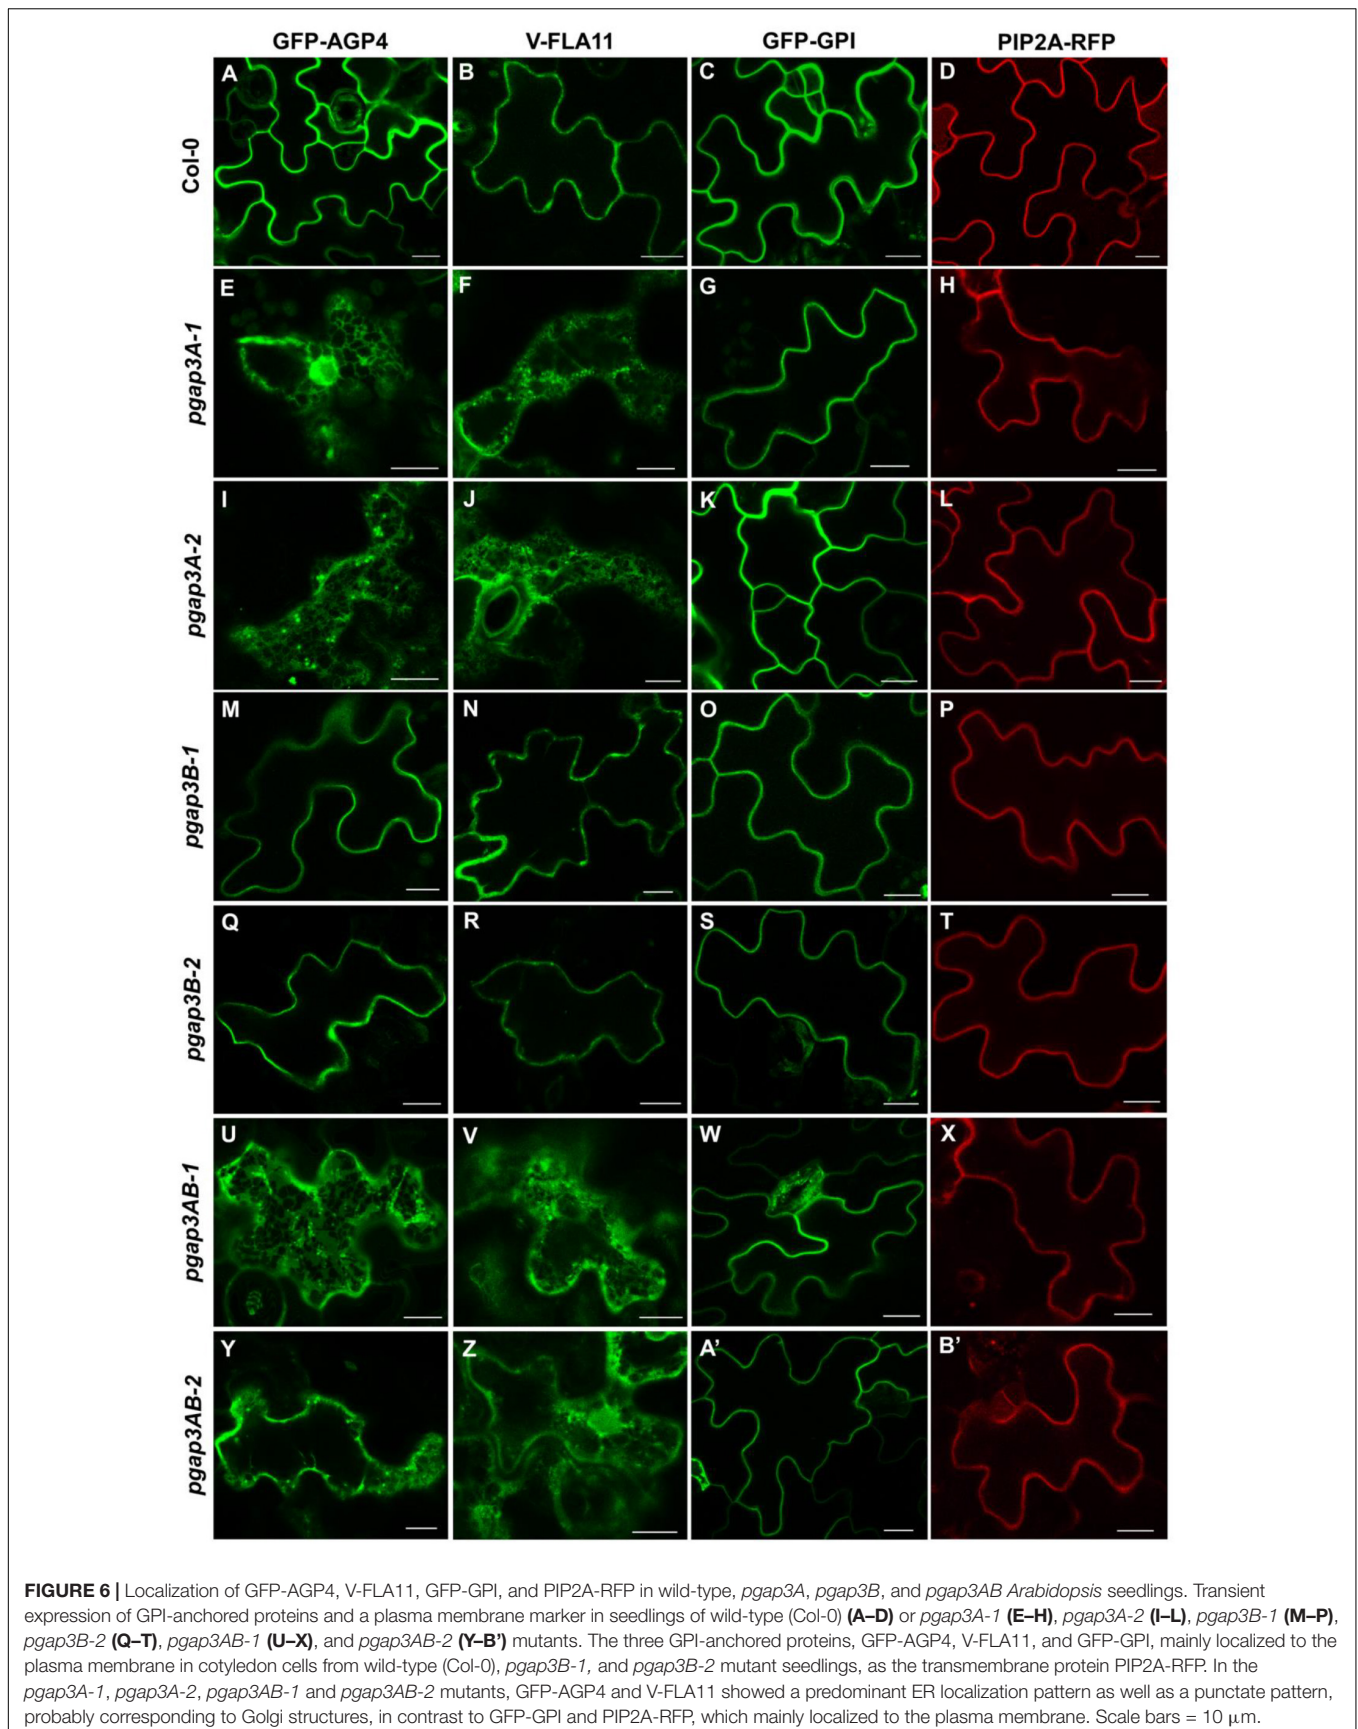 GFP-AGP4 V-FLA11 GFP-GPI PIP2A-RFP
Col-0
A B C D
pgap3A-1
E F G H
pgap3A-2
I J K L
pgap3B-1
M N O P
pgap3B-2
Q R S T
pgap3AB-1
U V W X
pgap3AB-2
Y Z A’ B’
FIGURE 6 | Localization of GFP-AGP4, V-FLA11, GFP-GPI, and PIP2A-RFP in wild-type, pgap3A, pgap3B, and pgap3AB Arabidopsis seedlings. Transient
expression of GPI-anchored proteins and a plasma membrane marker in seedlings of wild-type (Col-0) (A–D) or pgap3A-1 (E–H), pgap3A-2 (I–L), pgap3B-1 (M–P),
pgap3B-2 (Q–T), pgap3AB-1 (U–X), and pgap3AB-2 (Y–B’) mutants. The three GPI-anchored proteins, GFP-AGP4, V-FLA11, and GFP-GPI, mainly localized to the
plasma membrane in cotyledon cells from wild-type (Col-0), pgap3B-1, and pgap3B-2 mutant seedlings, as the transmembrane protein PIP2A-RFP. In the
pgap3A-1, pgap3A-2, pgap3AB-1 and pgap3AB-2 mutants, GFP-AGP4 and V-FLA11 showed a predominant ER localization pattern as well as a punctate pattern,
probably corresponding to Golgi structures, in contrast to GFP-GPI and PIP2A-RFP, which mainly localized to the plasma membrane. Scale bars = 10 μm.